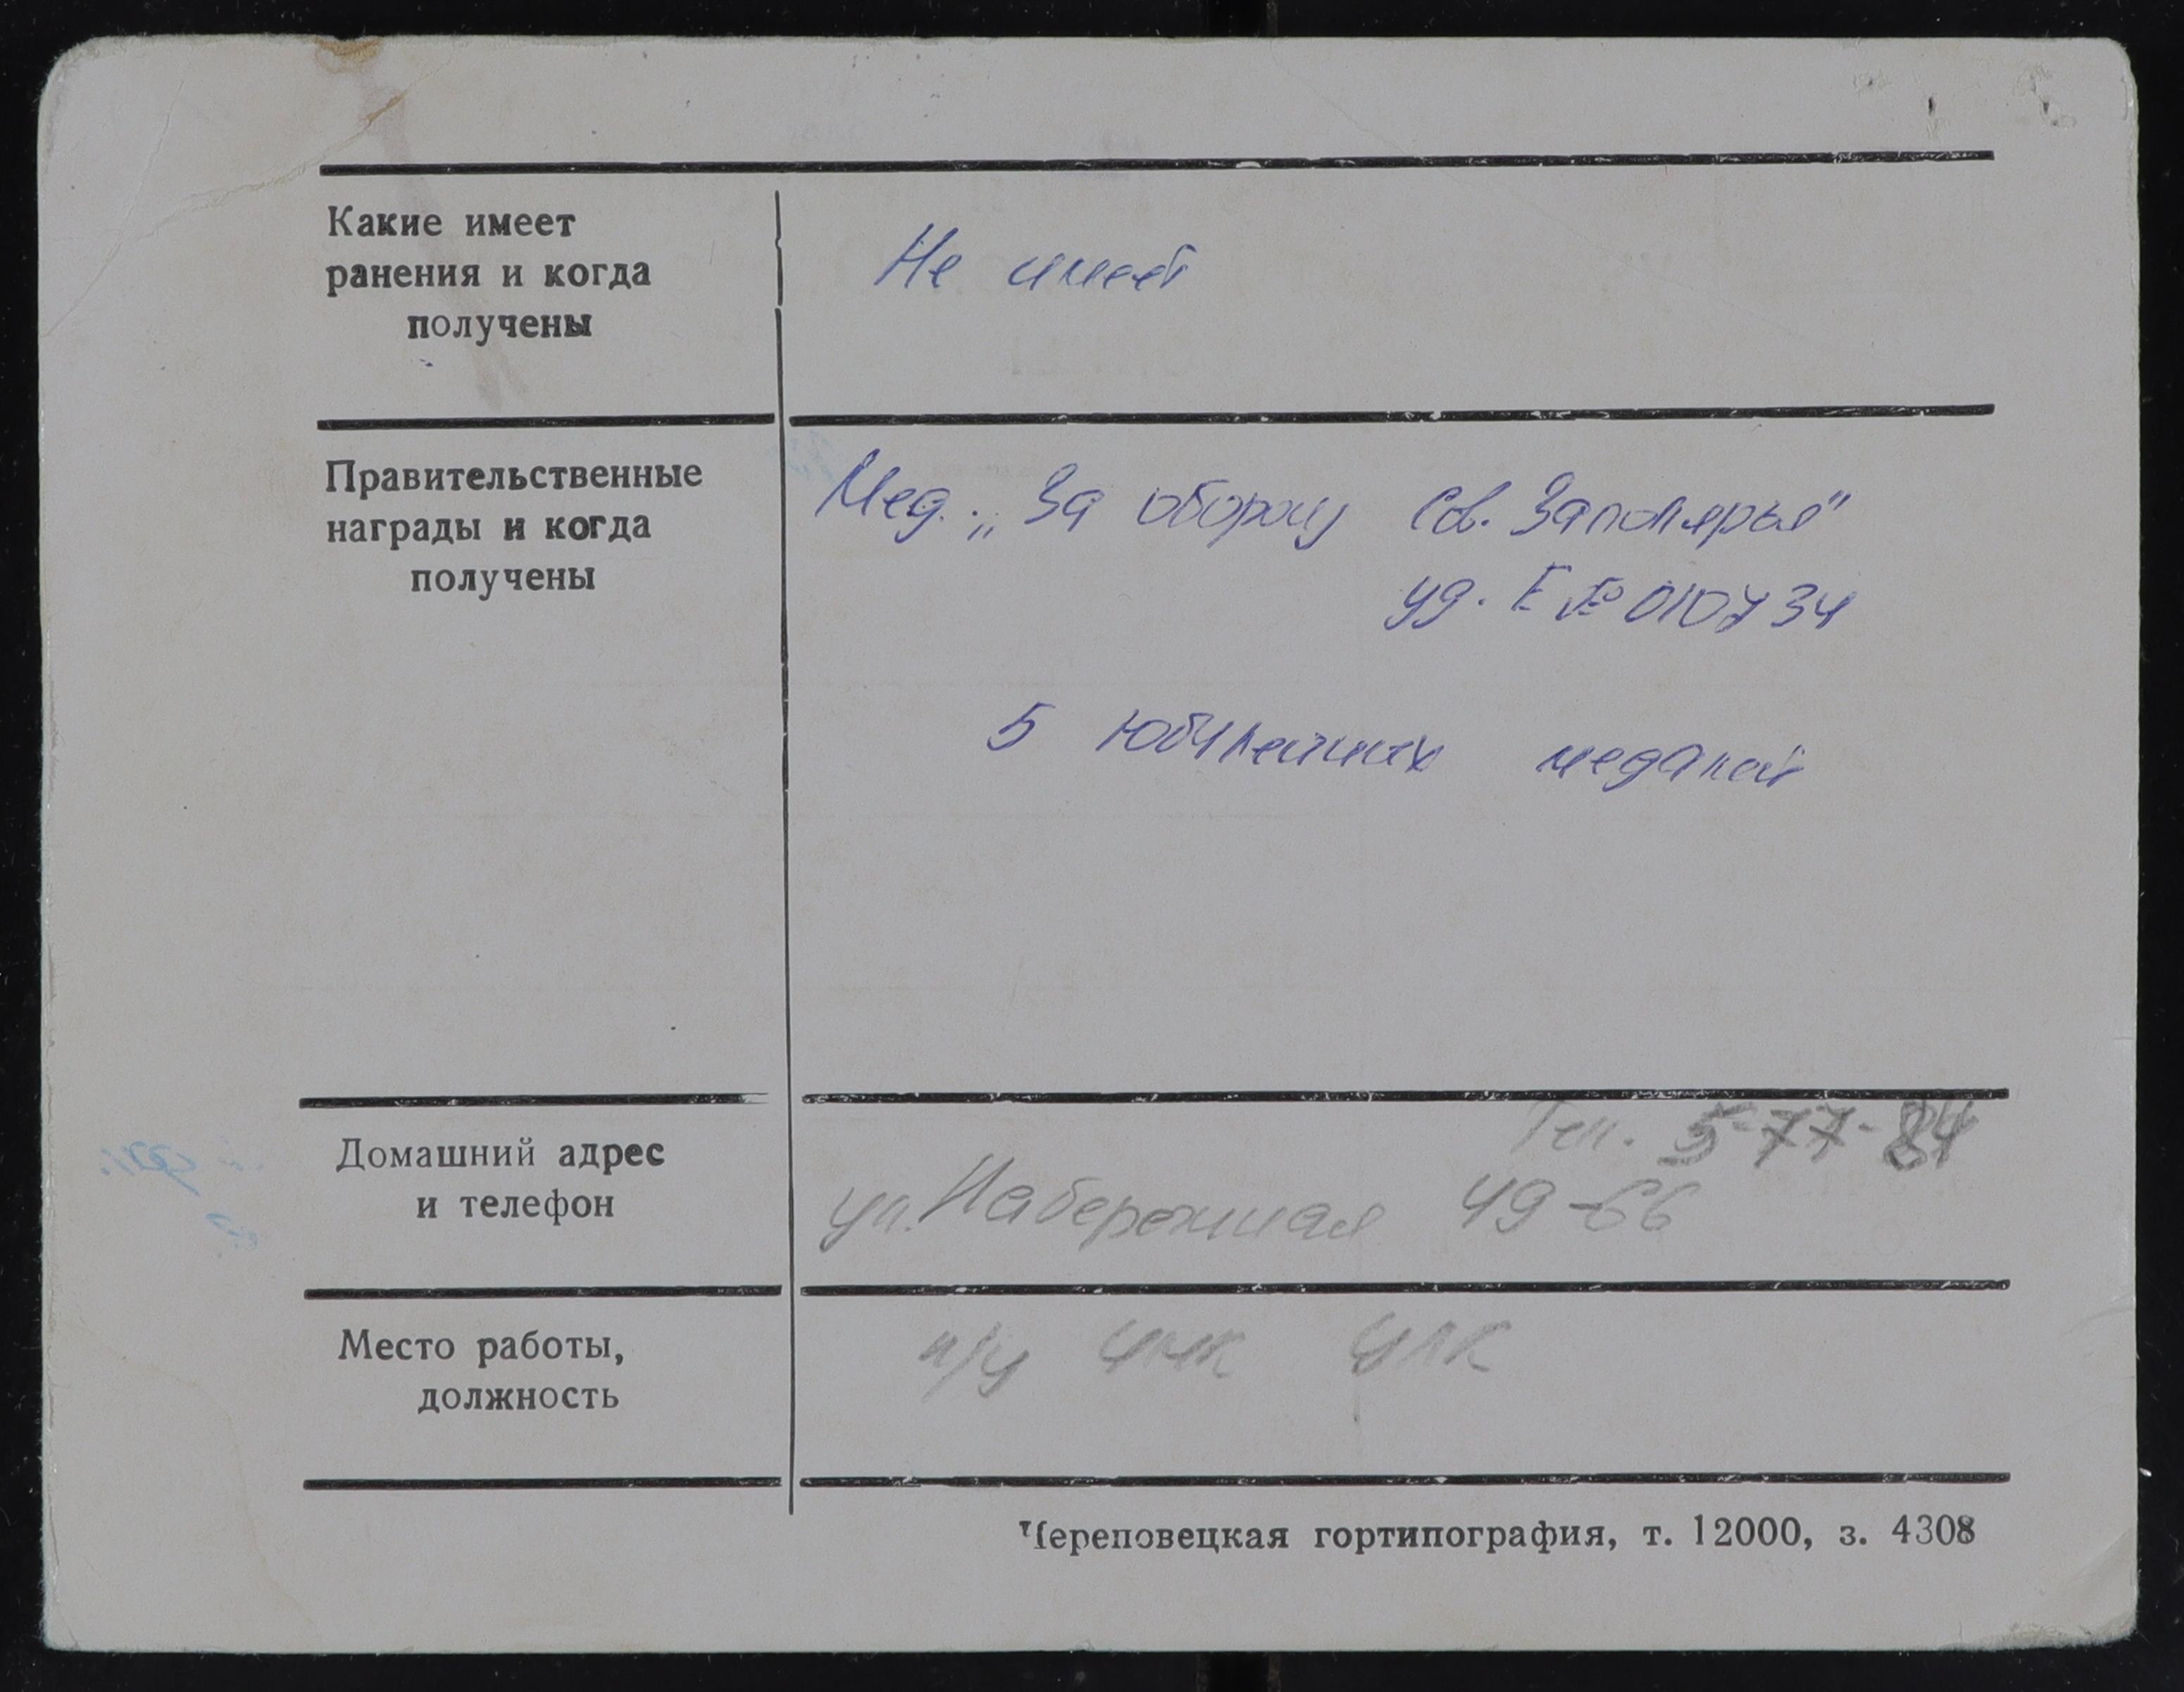 Какие имеет
ранения и когда
получены
Не имеет
Правительственные
награды и когда
получены
Мед. „За оборону Сов. Заполярья"
уд. Е № 010734
5 юбилейных медалей
Домашний адрес
и телефон
Тел. 5-77-84
ул. Набережная 49-66
Место работы,
должность
п/у
Череповецкая гортипография, т. 12000, з. 4308